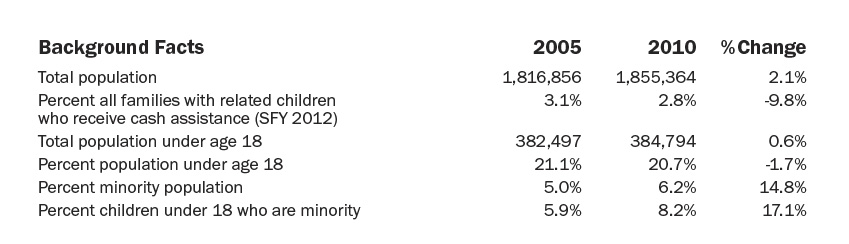 Background Facts 2005 2010 % Change
Total population 1,816,856 1,855,364 2.1%
Percent all families with related children 3.1% 2.8% -9.8%
who receive cash assistance (SFY 2012)
Total population under age 18 382,497 384,794 0.6%
Percent population under age 18 21.1% 20.7% -1.7%
Percent minority population 5.0% 6.2% 14.8%
Percent children under 18 who are minority 5.9% 8.2% 17.1%